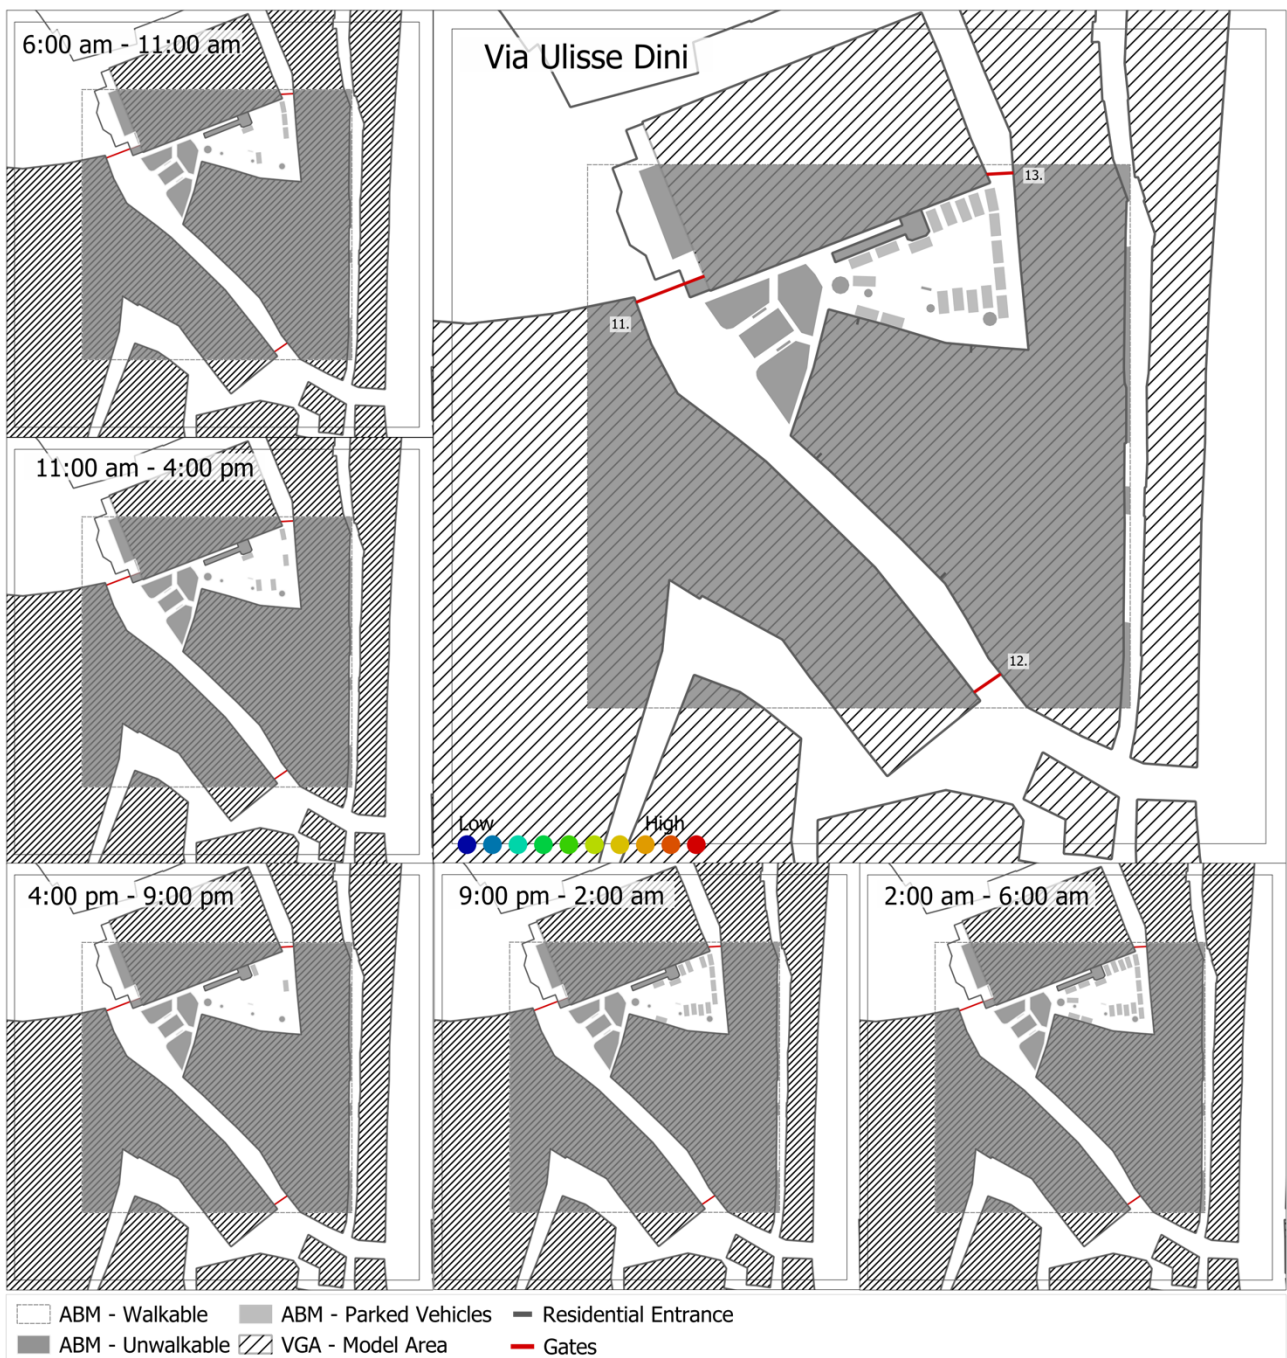 6:00 am - 11:00 am
Via Ulisse Dini
13.
11.
11:00 am - 4:00 pm
12.
Low High
4:00 pm - 9:00 pm
9:00 pm - 2:00 am
2:00 am - 6:00 am
ABM - Walkable ABM - Parked Vehicles Residential Entrance
ABM - Unwalkable VGA - Model Area Gates